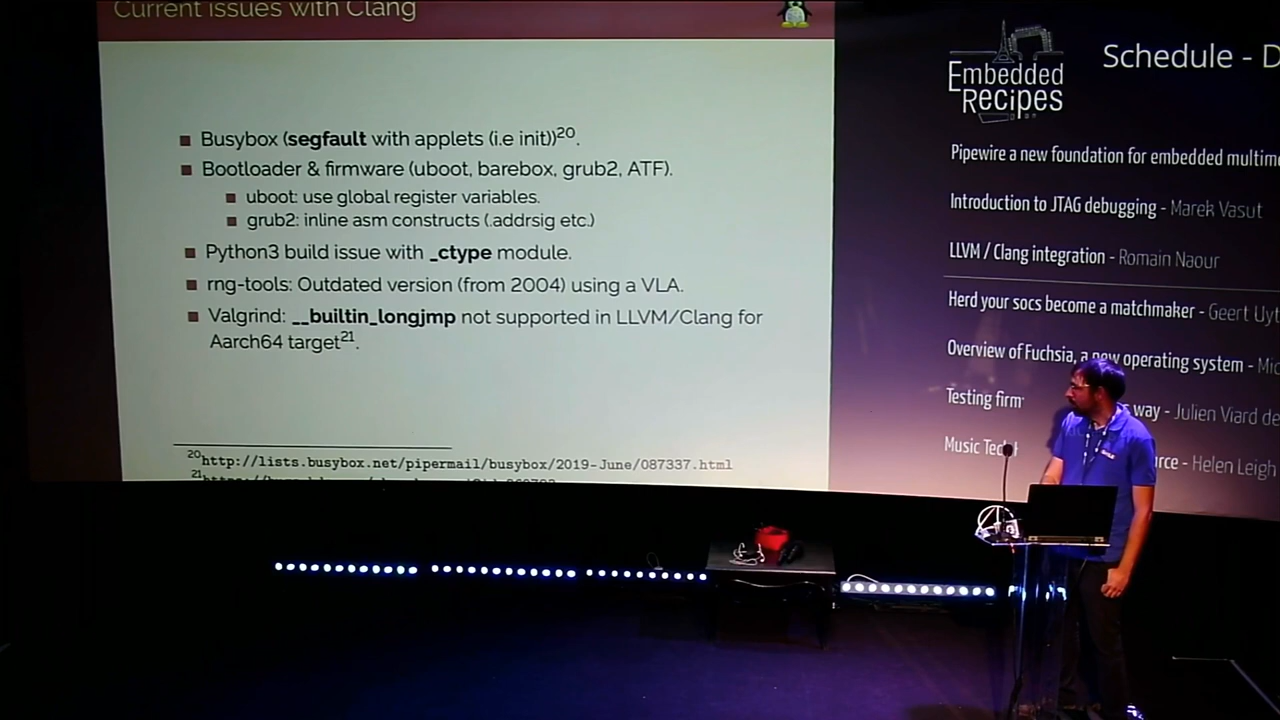 Current issues with Clang
Busybox (segfault with applets (i.e init))20.
Bootloader & firmware (uboot, barebox, grub2, ATF).
uboot: use global register variables.
grub2: inline asm constructs (.addrsig etc.)
Python3 build issue with _ctype module.
rng-tools: Outdated version (from 2004) using a VLA.
Valgrind: __builtin_longjmp not supported in LLVM/Clang for
Aarch64 target21.
20http://lists.busybox.net/pipermail/busybox/2019-June/087337.html
21
Embedded
Recipes
Schedule - D
Pipewire a new foundation for embedded multime
Introduction to JTAG debugging - Marek Vasut
LLVM / Clang integration - Romain Naour
Herd your socs become a matchmaker - Geert Uyt
Overview of Fuchsia, a new operating system - Mic
Testing firm way - Julien Viard de
Music Tec rce - Helen Leigh